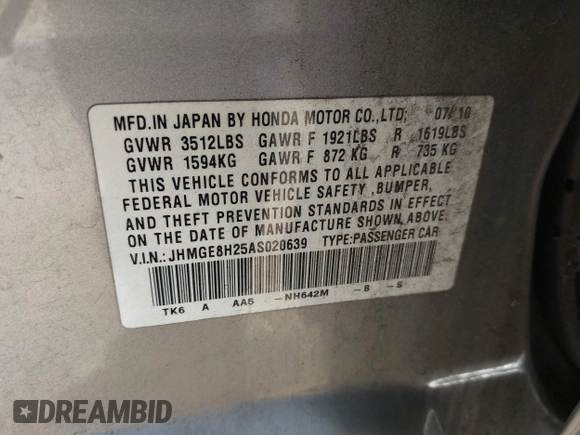 MFD.IN JAPAN BY HONDA MOTOR CO.,LTD. 07/10
GVWR 3512LBS GAWR F 1921LBS R 1619LBS
GVWR 1594KG GAWR F 872 KG R 735 KG
THIS VEHICLE CONFORMS TO ALL APPLICABLE
FEDERAL MOTOR VEHICLE SAFETY ,BUMPER,
AND THEFT PREVENTION STANDARDS IN EFFECT
ON THE DATE OF MANUFACTURE SHOWN ABOVE.
V.I.N.:JHMGE8H25AS020639 TYPE:PASSENGER CAR
TK6 A AA5 -NH642M -B -S
DREAMBID